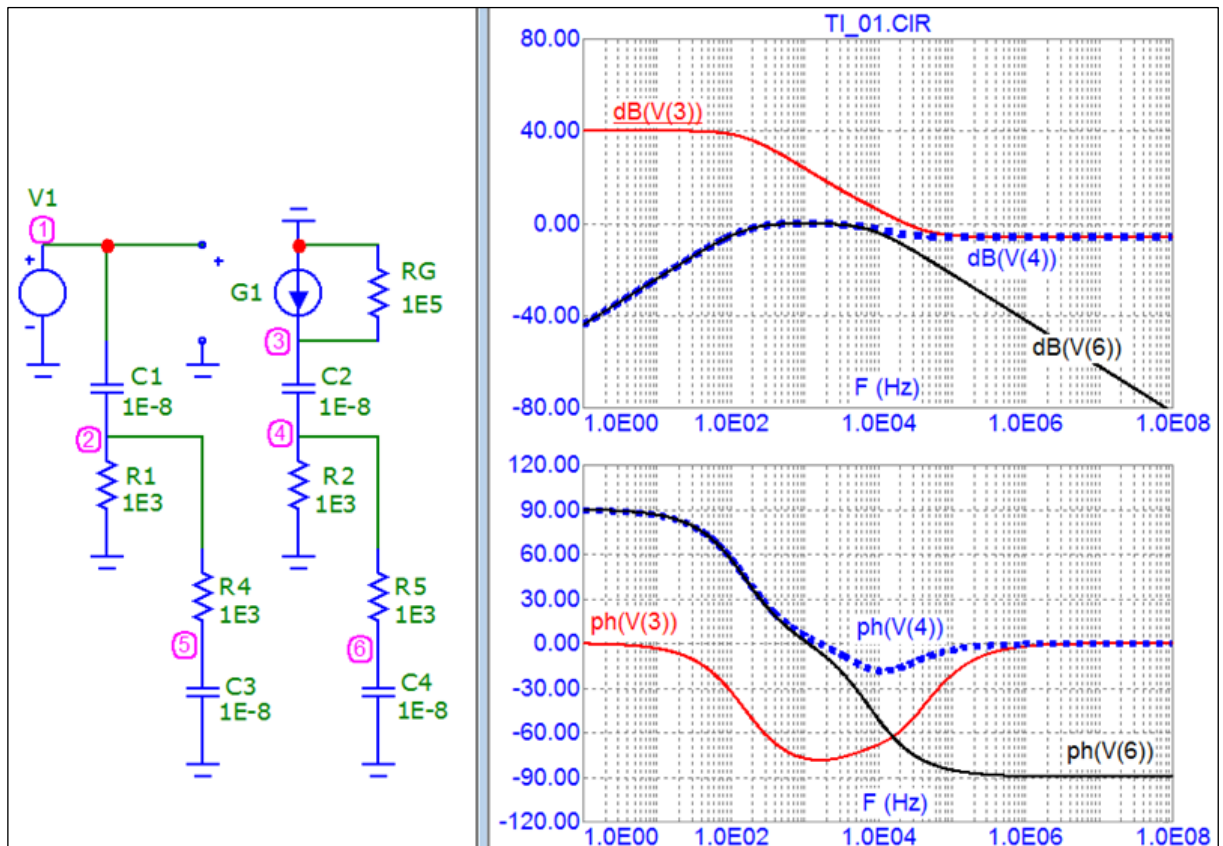 TI_01.CIR
V1
1
+
-
+
C1
1E-8
2
R1
1E3
R4
1E3
5
C3
1E-8
G1
RG
1E5
3
C2
1E-8
4
R2
1E3
R5
1E3
6
C4
1E-8
80.00
40.00
0.00
-40.00
-80.00
dB(V(3))
dB(V(4))
dB(V(6))
F (Hz)
1.0E00 1.0E02 1.0E04 1.0E06 1.0E08
120.00
90.00
60.00
30.00
0.00
-30.00
-60.00
-90.00
-120.00
ph(V(3))
ph(V(4))
ph(V(6))
F (Hz)
1.0E00 1.0E02 1.0E04 1.0E06 1.0E08